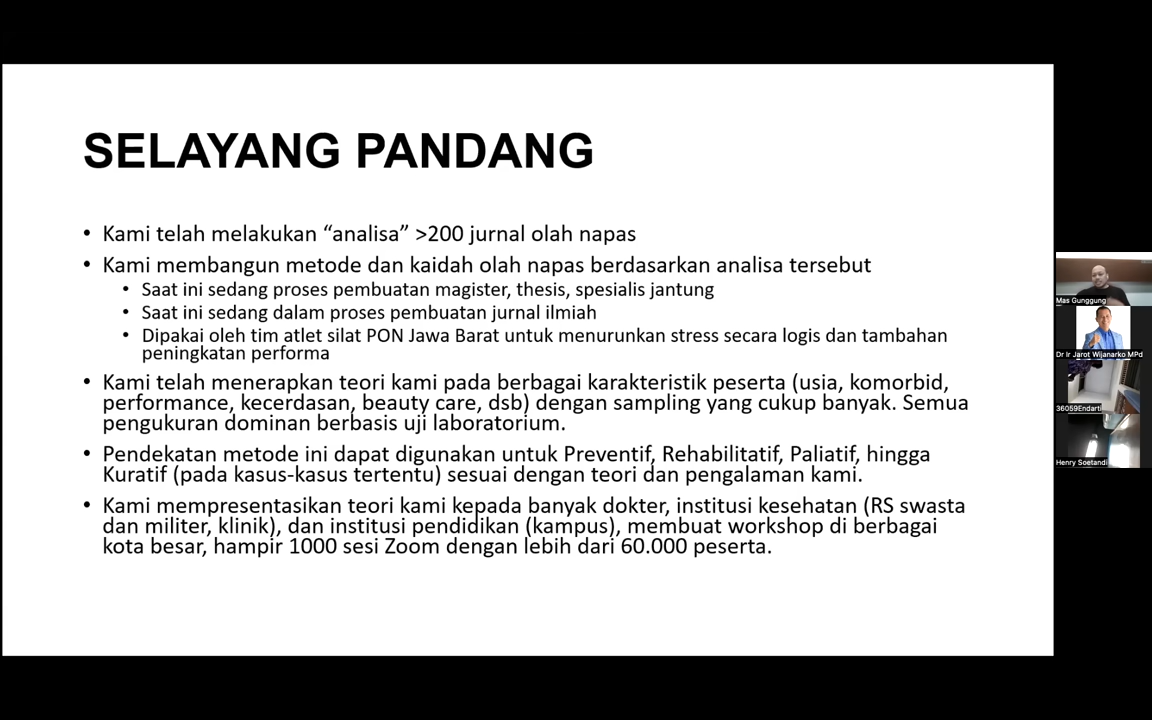 SELAYANG PANDANG
• Kami telah melakukan “analisa” >200 jurnal olah napas
• Kami membangun metode dan kaidah olah napas berdasarkan analisa tersebut
• Saat ini sedang proses pembuatan magister, thesis, spesialis jantung
• Saat ini sedang dalam proses pembuatan jurnal ilmiah
• Dipakai oleh tim atlet silat PON Jawa Barat untuk menurunkan stress secara logis dan tambahan
peningkatan performa
• Kami telah menerapkan teori kami pada berbagai karakteristik peserta (usia, komorbid,
performance, kecerdasan, beauty care, dsb) dengan sampling yang cukup banyak. Semua
pengukuran dominan berbasis uji laboratorium.
• Pendekatan metode ini dapat digunakan untuk Preventif, Rehabilitatif, Paliatif, hingga
Kuratif (pada kasus-kasus tertentu) sesuai dengan teori dan pengalaman kami.
• Kami mempresentasikan teori kami kepada banyak dokter, institusi kesehatan (RS swasta
dan militer, klinik), dan institusi pendidikan (kampus), membuat workshop di berbagai
kota besar, hampir 1000 sesi Zoom dengan lebih dari 60.000 peserta.
Mas Gunggung
Dr Ir Jarot Wijanarko MPd
36059Endarti
Henry Soetandi